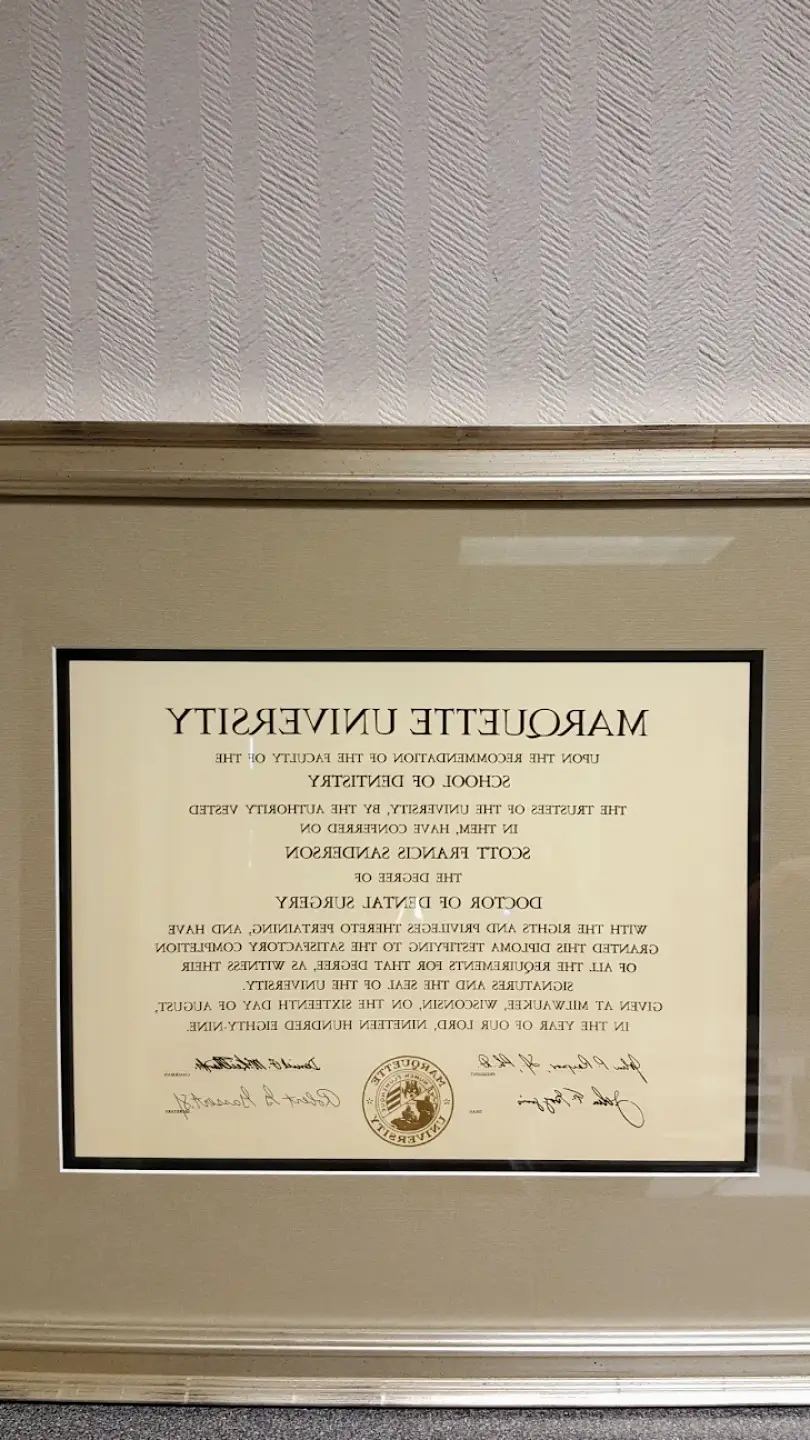 MARQUETTE UNIVERSITY
UPON THE RECOMMENDATION OF THE FACULTY OF THE
SCHOOL OF DENTISTRY
THE TRUSTEES OF THE UNIVERSITY, BY THE AUTHORITY VESTED
IN THEM, HAVE CONFERRED ON
SCOTT FRANCIS SANDERSON
THE DEGREE OF
DOCTOR OF DENTAL SURGERY
WITH THE RIGHTS AND PRIVILEGES THERETO PERTAINING, AND HAVE
GRANTED THIS DIPLOMA TESTIFYING TO THE SATISFACTORY COMPLETION
OF ALL THE REQUIREMENTS FOR THAT DEGREE, AS WITNESS THEIR
SIGNATURES AND THE SEAL OF THE UNIVERSITY.
GIVEN AT MILWAUKEE, WISCONSIN, ON THE SIXTEENTH DAY OF AUGUST,
IN THE YEAR OF OUR LORD, NINETEEN HUNDRED EIGHTY-NINE.
PRESIDENT
CHAIRMAN
DEAN
SECRETARY
MARQUETTE
UNIVERSITY